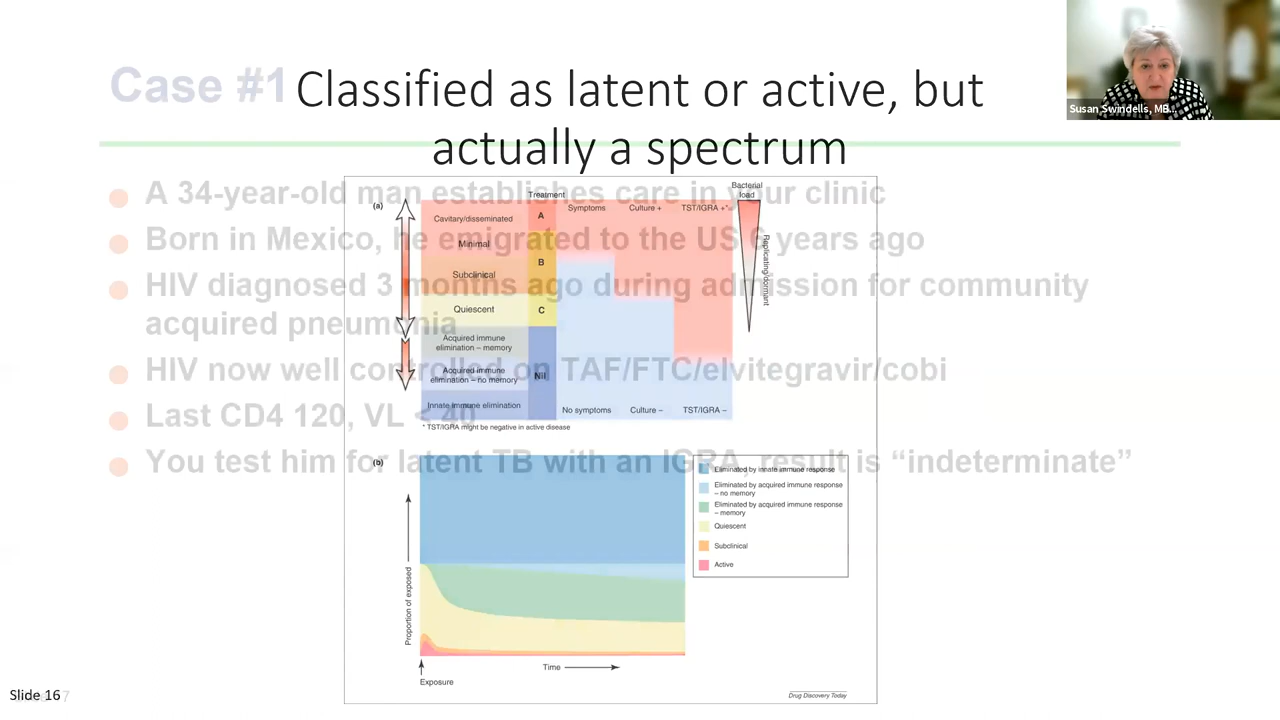 Case #1
Classified as latent or active, but
actually a spectrum
Susan Swindells, MB...
A 34-year-old man establishes care in your clinic
Born in Mexico, he emigrated to the US 6 years ago
HIV diagnosed 3 months ago during admission for community
acquired pneumonia
HIV now well controlled on TAF/FTC/elvitegravir/cobi
Last CD4 120, VL < 40
You test him for latent TB with an IGRA, result is “indeterminate”
(a)
Treatment
Bacterial
load
Symptoms
Culture +
TST/IGRA +*
Cavitary/disseminated
A
Minimal
B
Subclinical
Quiescent
C
Acquired immune
elimination – memory
Acquired immune
elimination – no memory
Nil
Innate Immune elimination
No symptoms
Culture –
TST/IGRA –
Replicating/dormant
* TST/IGRA might be negative in active disease
(b)
Proportion of exposed
Time
Exposure
Eliminated by innate immune response
Eliminated by acquired immune response
– no memory
Eliminated by acquired immune response
– memory
Quiescent
Subclinical
Active
Drug Discovery Today
Slide 16
7